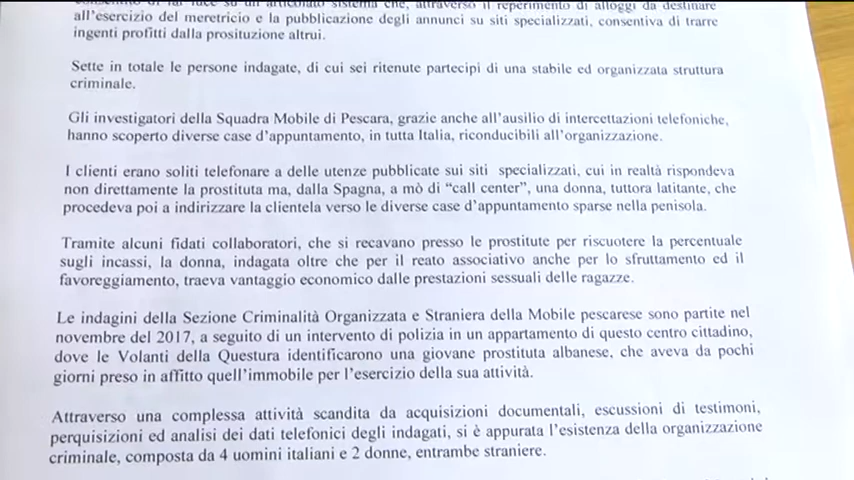 all'esercizio del meretricio e la pubblicazione degli annunci su siti specializzati, consentiva di trarre
ingenti profitti dalla prosituzione altrui.
Sette in totale le persone indagate, di cui sei ritenute partecipi di una stabile ed organizzata struttura
criminale.
Gli investigatori della Squadra Mobile di Pescara, grazie anche all'ausilio di intercettazioni telefoniche,
hanno scoperto diverse case d'appuntamento, in tutta Italia, riconducibili all'organizzazione.
I clienti erano soliti telefonare a delle utenze pubblicate sui siti specializzati, cui in realtà rispondeva
non direttamente la prostituta ma, dalla Spagna, a mò di "call center", una donna, tuttora latitante, che
procedeva poi a indirizzare la clientela verso le diverse case d'appuntamento sparse nella penisola.
Tramite alcuni fidati collaboratori, che si recavano presso le prostitute per riscuotere la percentuale
sugli incassi, la donna, indagata oltre che per il reato associativo anche per lo sfruttamento ed il
favoreggiamento, traeva vantaggio economico dalle prestazioni sessuali delle ragazze.
Le indagini della Sezione Criminalità Organizzata e Straniera della Mobile pescarese sono partite nel
novembre del 2017, a seguito di un intervento di polizia in un appartamento di questo centro cittadino,
dove le Volanti della Questura identificarono una giovane prostituta albanese, che aveva da pochi
giorni preso in affitto quell'immobile per l'esercizio della sua attività.
Attraverso una complessa attività scandita da acquisizioni documentali, escussioni di testimoni,
perquisizioni ed analisi dei dati telefonici degli indagati, si è appurata l'esistenza della organizzazione
criminale, composta da 4 uomini italiani e 2 donne, entrambe straniere.